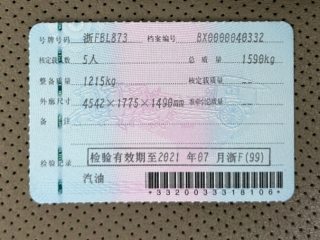 号牌号码 浙FBL873 档案编号 BX0000040332
核定载人数 5人 总质量 1590kg
整备质量 1215kg 核定载质量 --
外廓尺寸 4542×1775×1490mm 准牵引总质量 --
备注
检验记录 检验有效期至2021 年07 月浙F(99)
汽油 *3320033318106*